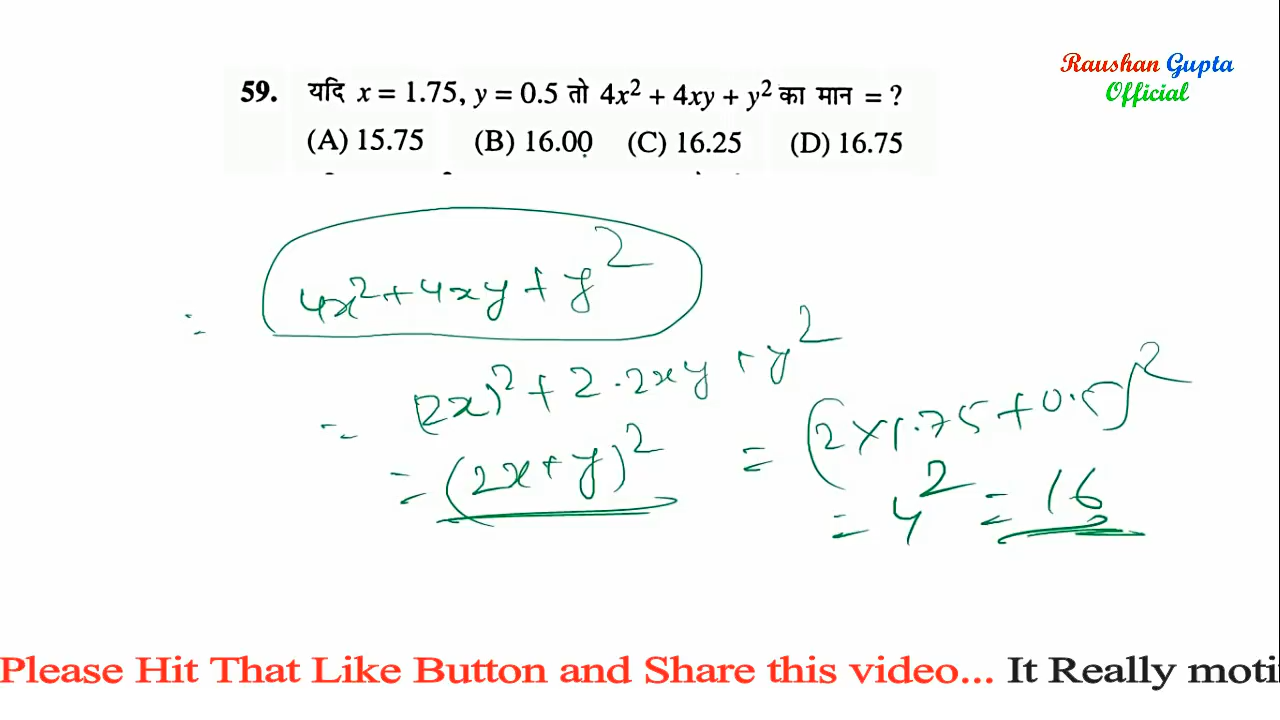 Raushan Gupta
Official
59. यदि x = 1.75, y = 0.5 तो 4x² + 4xy + y² का मान = ?
(A) 15.75 (B) 16.00 (C) 16.25 (D) 16.75
4x² + 4xy + y²
= (2x)² + 2·2xy + y²
= (2x + y)² = (2×1.75 + 0.5)²
= 4² = 16
Please Hit That Like Button and Share this video... It Really moti